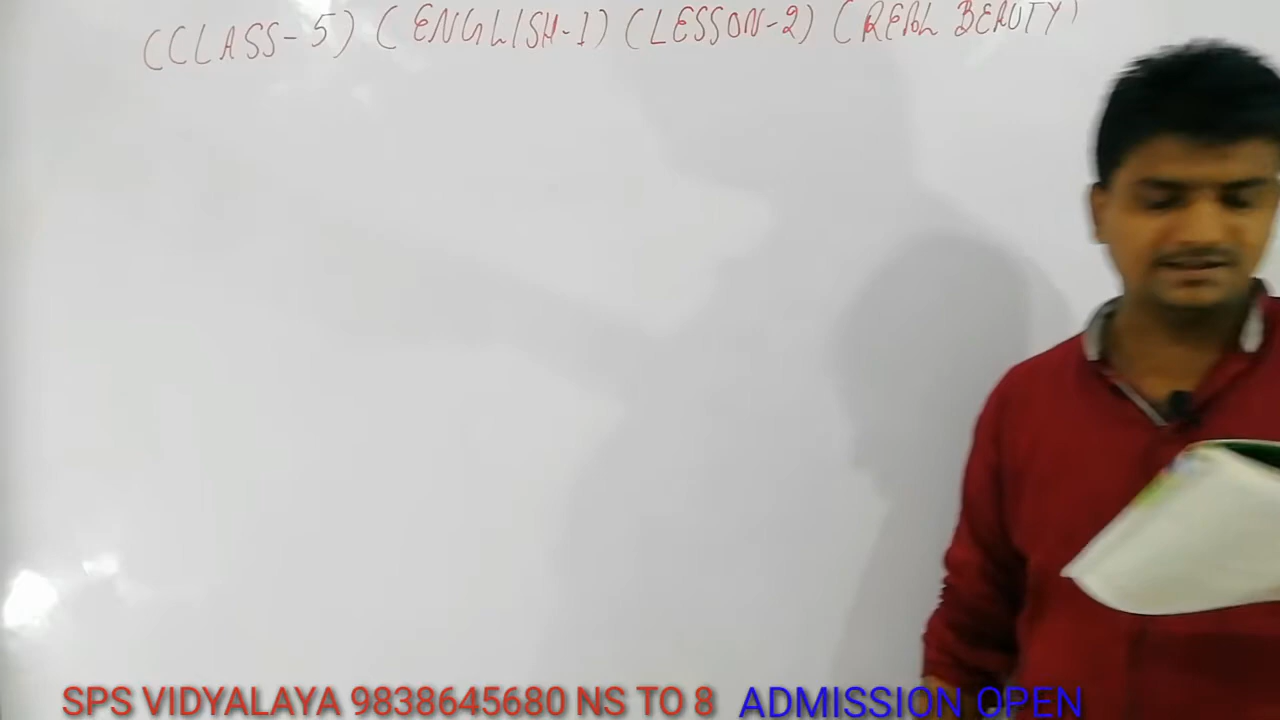 (CLASS-5) (ENGLISH-1) (LESSON-2) (REAL BEAUTY)
SPS VIDYALAYA 9838645680 NS TO 8 ADMISSION OPEN